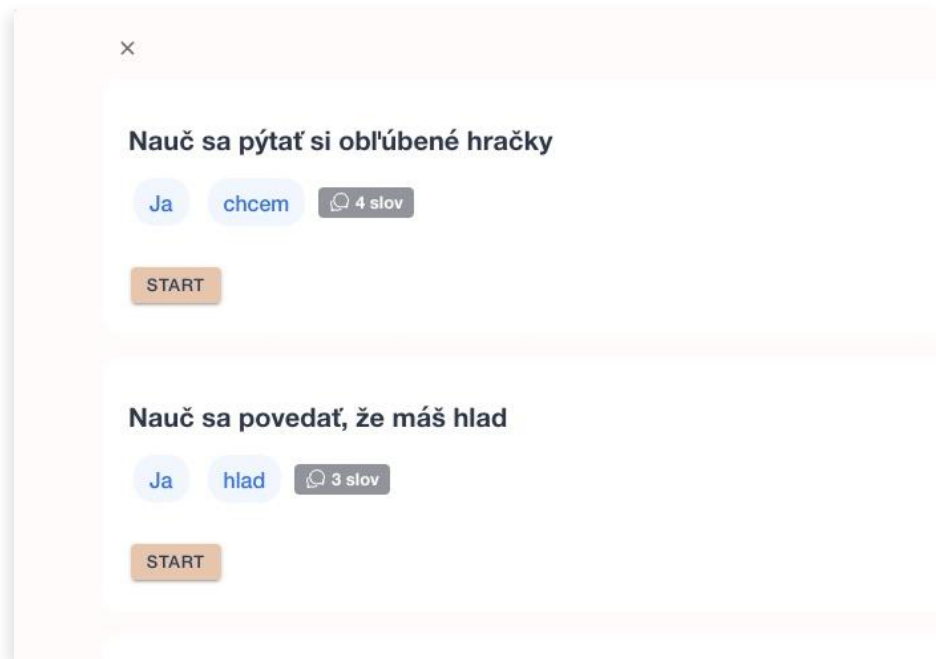 Nauč sa pýtať si obľúbené hračky
Ja chcem 4 slov
START
Nauč sa povedať, že máš hlad
Ja hlad 3 slov
START